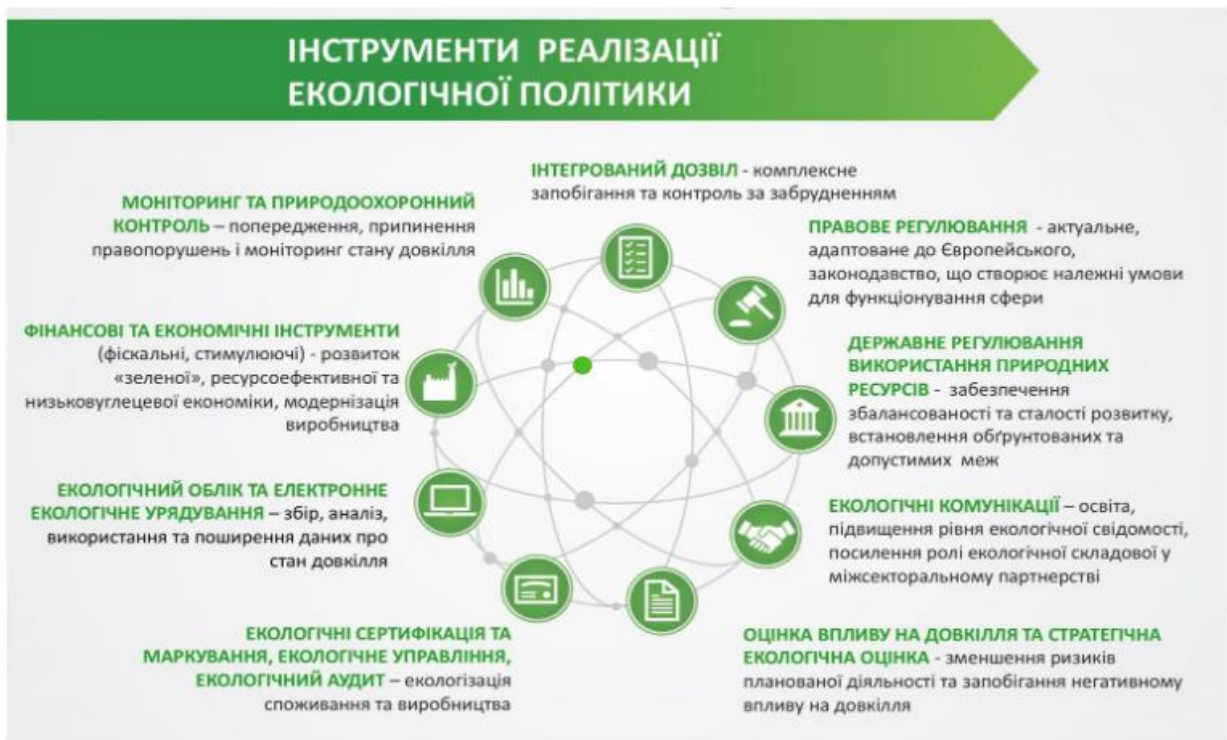 ІНСТРУМЕНТИ РЕАЛІЗАЦІЇ
ЕКОЛОГІЧНОЇ ПОЛІТИКИ
ІНТЕГРОВАНИЙ ДОЗВІЛ - комплексне
запобігання та контроль за забрудненням
МОНІТОРИНГ ТА ПРИРОДООХОРОННИЙ
КОНТРОЛЬ – попередження, припинення
правопорушень і моніторинг стану довкілля
ПРАВОВЕ РЕГУЛЮВАННЯ - актуальне,
адаптоване до Європейського,
законодавство, що створює належні умови
для функціонування сфери
ФІНАНСОВІ ТА ЕКОНОМІЧНІ ІНСТРУМЕНТИ
(фіскальні, стимулюючі) - розвиток
«зеленої», ресурсоефективної та
низьковуглецевої економіки, модернізація
виробництва
ДЕРЖАВНЕ РЕГУЛЮВАННЯ
ВИКОРИСТАННЯ ПРИРОДНИХ
РЕСУРСІВ - забезпечення
збалансованості та сталості розвитку,
встановлення обґрунтованих та
допустимих меж
ЕКОЛОГІЧНИЙ ОБЛІК ТА ЕЛЕКТРОННЕ
ЕКОЛОГІЧНЕ УРЯДУВАННЯ – збір, аналіз,
використання та поширення даних про
стан довкілля
ЕКОЛОГІЧНІ КОМУНІКАЦІЇ – освіта,
підвищення рівня екологічної свідомості,
посилення ролі екологічної складової у
міжсекторальному партнерстві
ЕКОЛОГІЧНІ СЕРТИФІКАЦІЯ ТА
МАРКУВАННЯ, ЕКОЛОГІЧНЕ УПРАВЛІННЯ,
ЕКОЛОГІЧНИЙ АУДИТ – екологізація
споживання та виробництва
ОЦІНКА ВПЛИВУ НА ДОВКІЛЛЯ ТА СТРАТЕГІЧНА
ЕКОЛОГІЧНА ОЦІНКА - зменшення ризиків
планованої діяльності та запобігання негативному
впливу на довкілля